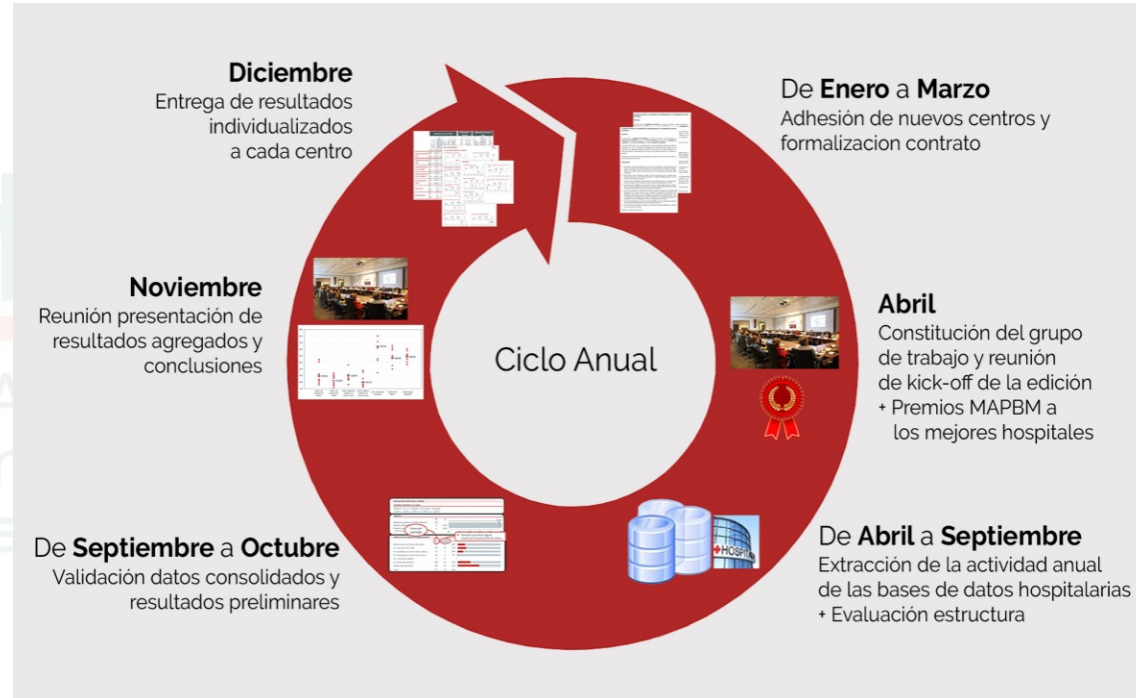 Diciembre
Entrega de resultados
individualizados
a cada centro
De Enero a Marzo
Adhesión de nuevos centros y
formalizacion contrato
Noviembre
Reunión presentación de
resultados agregados y
conclusiones
Ciclo Anual
Abril
Constitución del grupo
de trabajo y reunión
de kick-off de la edición
+ Premios MAPBM a
los mejores hospitales
De Septiembre a Octubre
Validación datos consolidados y
resultados preliminares
HOSPITAL
De Abril a Septiembre
Extracción de la actividad anual
de las bases de datos hospitalarias
+ Evaluación estructura